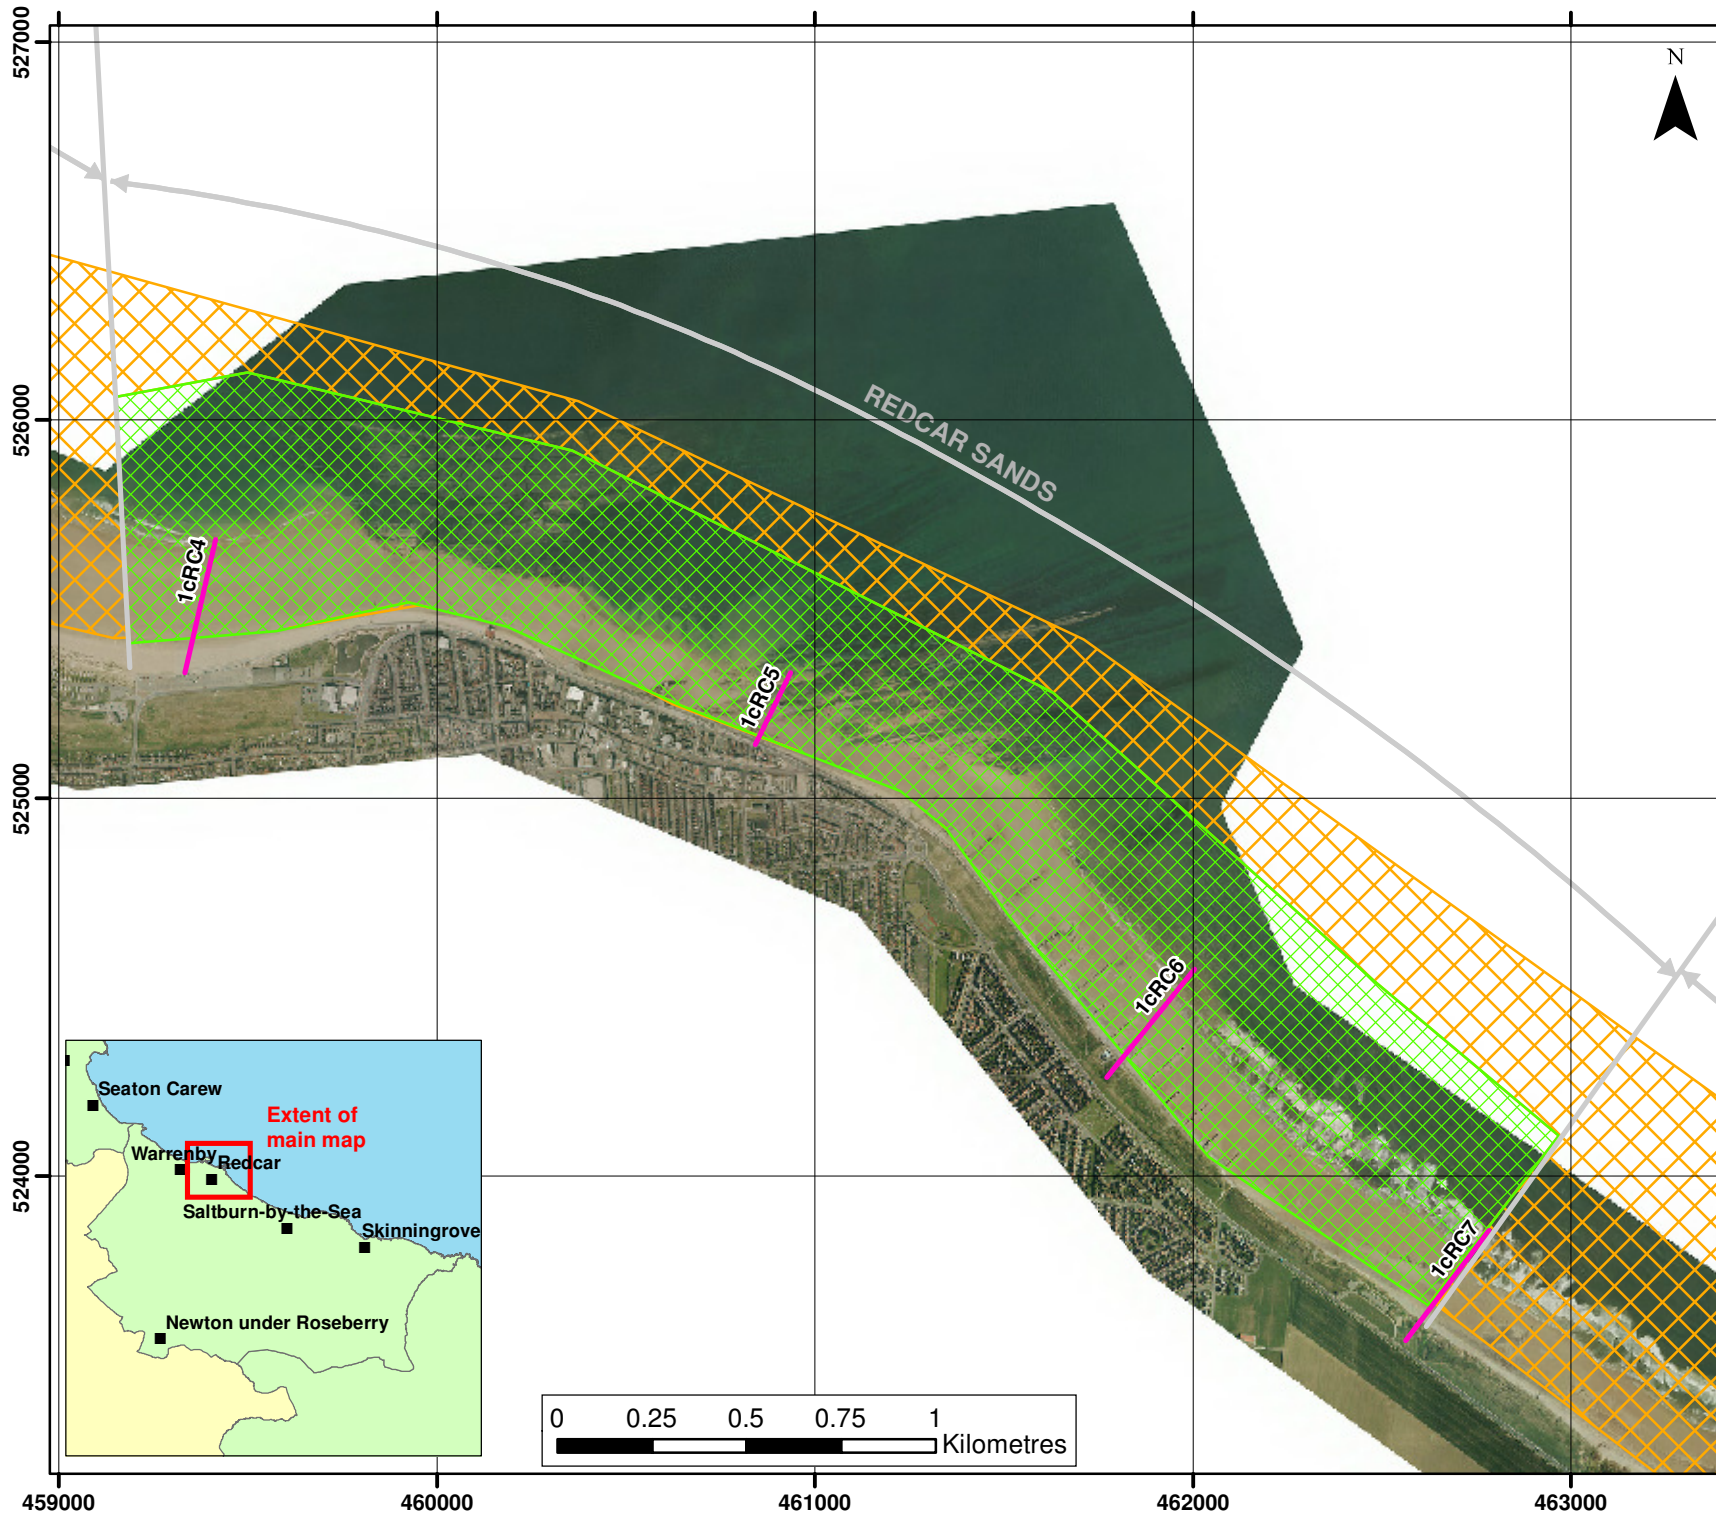 527000
N
REDCAR SANDS
526000
1cRC4
1cRC5
525000
1cRC6
Seaton Carew
Extent of
main map
Warrenby
Redcar
524000
Saltburn-by-the-Sea
Skinningrove
1cRC7
Newton under Roseberry
0 0.25 0.5 0.75 1
Kilometres
459000 460000 461000 462000 463000